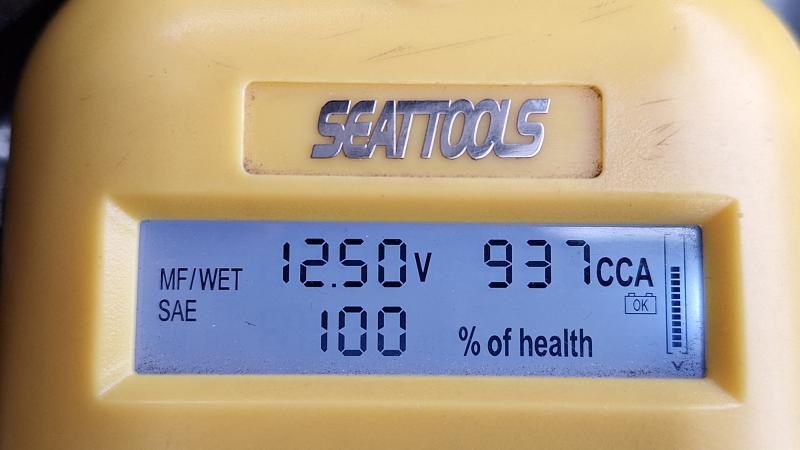 SEATTOOLS
MF/WET 12.50V 937CCA
SAE OK
100 % of health